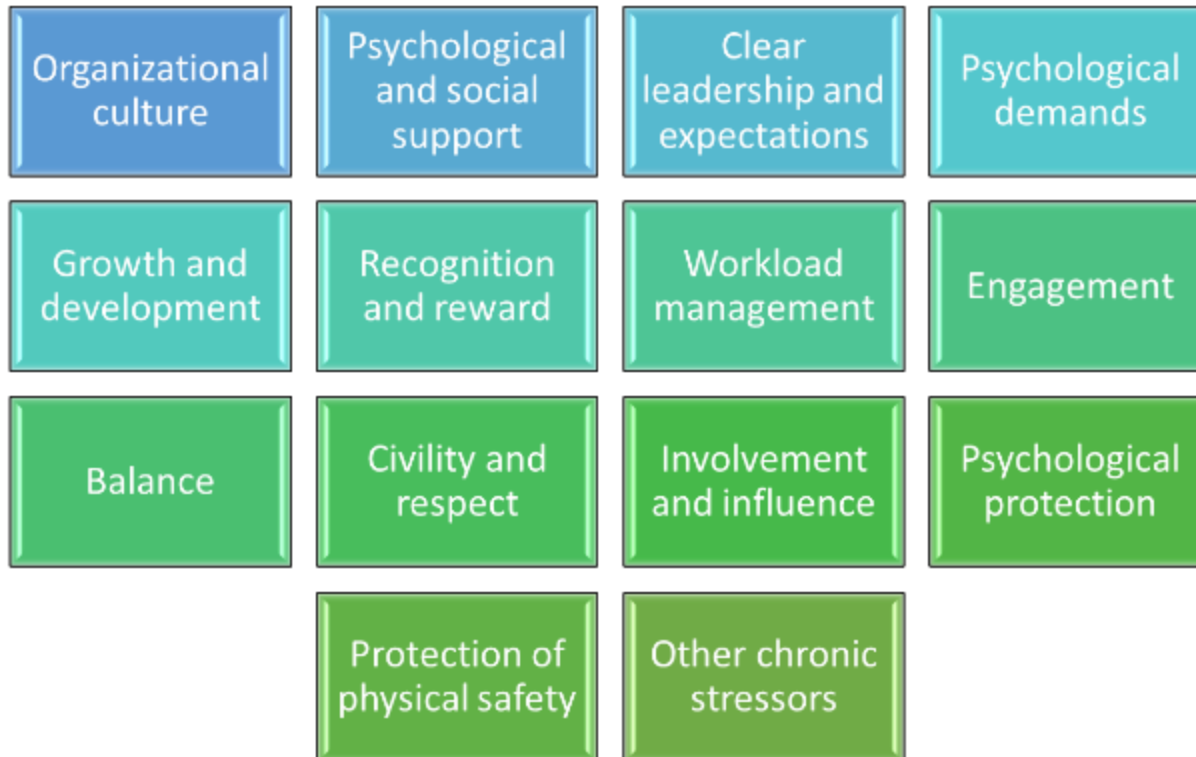 Organizational
culture
Psychological
and social
support
Clear
leadership and
expectations
Psychological
demands
Growth and
development
Recognition
and reward
Workload
management
Engagement
Balance
Civility and
respect
Involvement
and influence
Psychological
protection
Protection of
physical safety
Other chronic
stressors